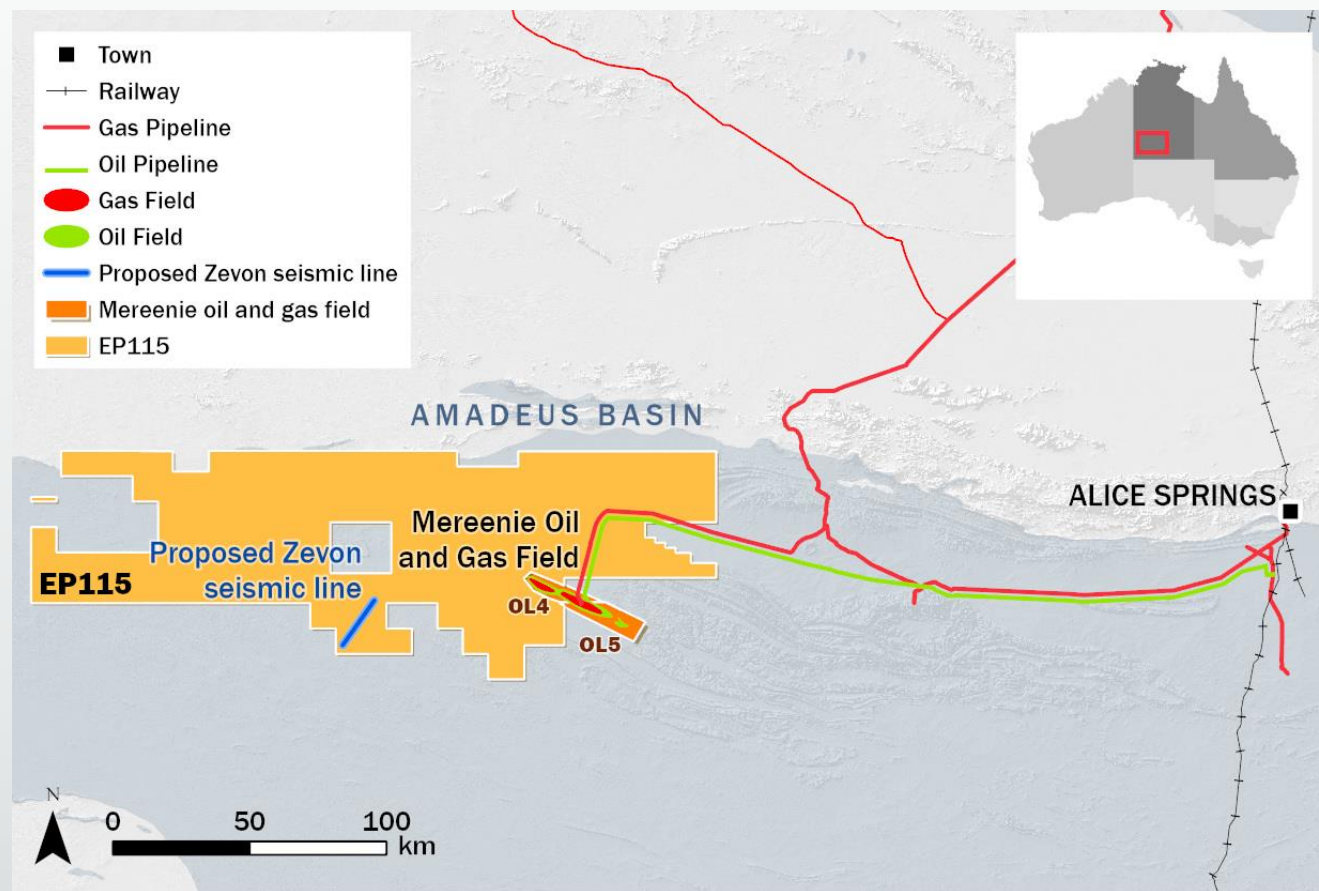 Town
Railway
Gas Pipeline
Oil Pipeline
Gas Field
Oil Field
Proposed Zevon seismic line
Mereenie oil and gas field
EP115
AMADEUS BASIN
ALICE SPRINGS
Mereenie Oil
and Gas Field
Proposed Zevon
seismic line
EP115
OL4
OL5
N
0 50 100
km